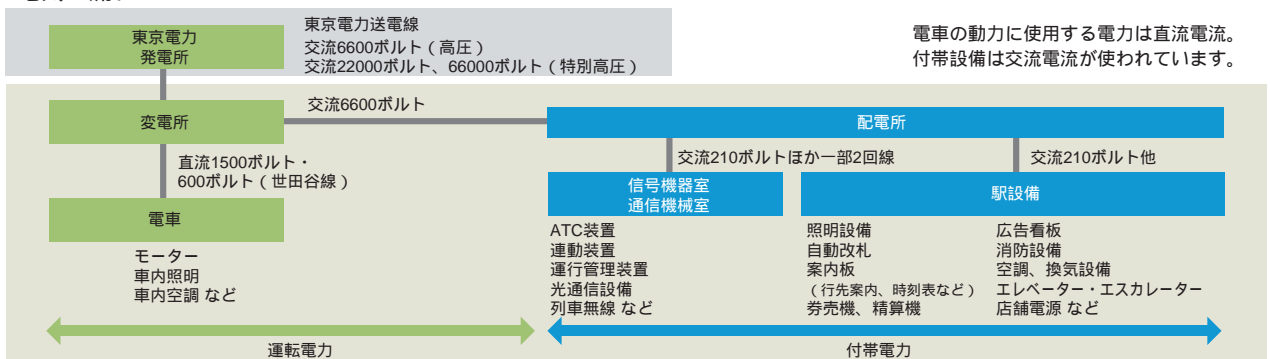 東京電力
発電所
東京電力送電線
交流6600ボルト(高圧)
交流22000ボルト、66000ボルト(特別高圧)
電車の動力に使用する電力は直流電流。
付帯設備は交流電流が使われています。
変電所
交流6600ボルト
配電所
直流1500ボルト・
600ボルト(世田谷線)
交流210ボルトほか一部2回線
交流210ボルト他
電車
信号機器室
通信機械室
駅設備
モーター
車内照明
車内空調 など
ATC装置
連動装置
運行管理装置
光通信設備
列車無線 など
照明設備
自動改札
案内板
(行先案内、時刻表など)
券売機、精算機
広告看板
消防設備
空調、換気設備
エレベーター・エスカレーター
店舗電源 など
運転電力
付帯電力